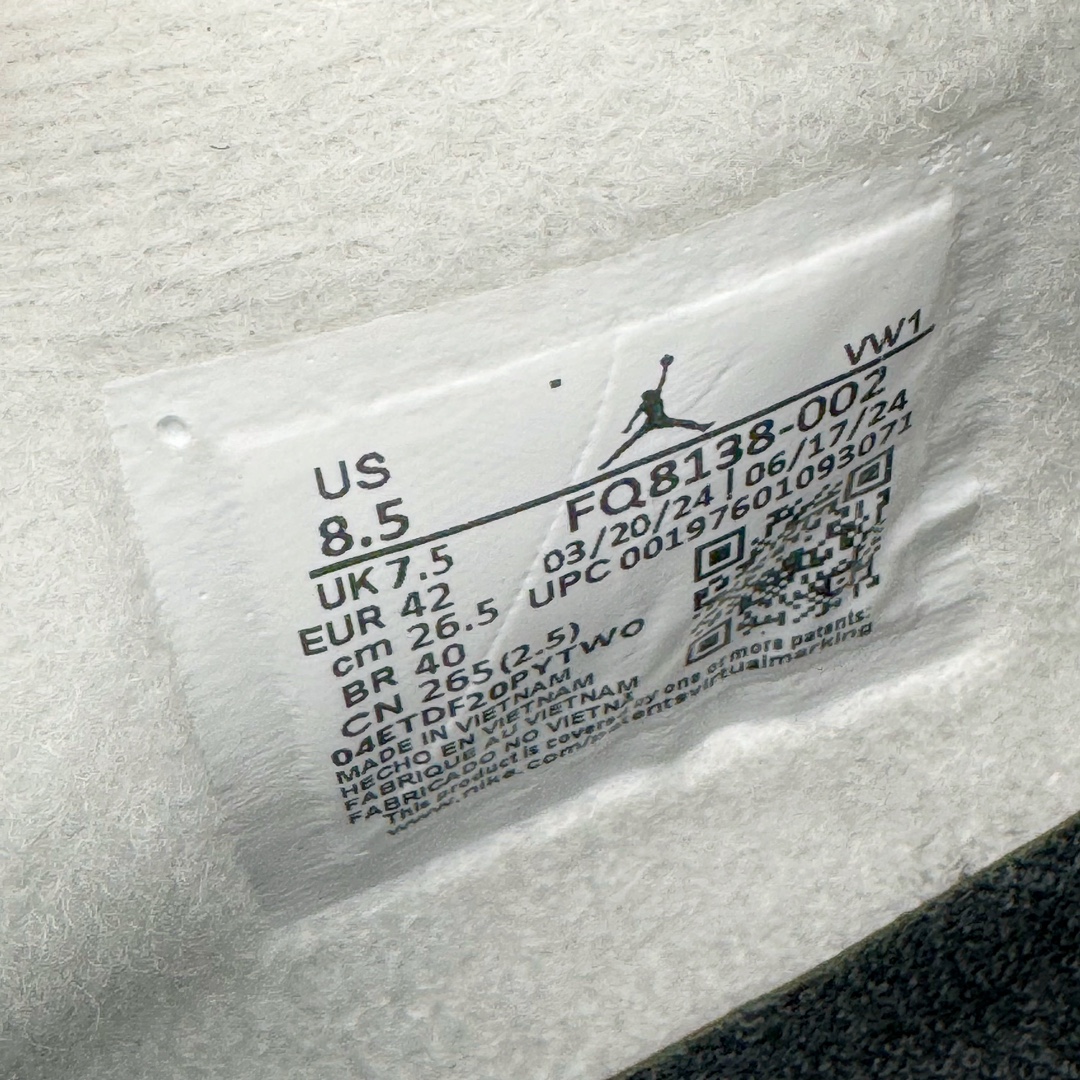 VW1
US
8.5
FQ8138-002
03/20/24 | 06/17/24
UPC 00197601093071
UK 7.5
EUR 42
cm 26.5
BR 40
CN 265 (2.5)
04ETDF20PYTWO
MADE IN VIETNAM
HECHO EN VIETNAM
FABRIQUE AU VIETNAM
FABRICADO NO VIETNA
This product is covered by one or more patents.
www.nike.com/patentsvirtualmarking